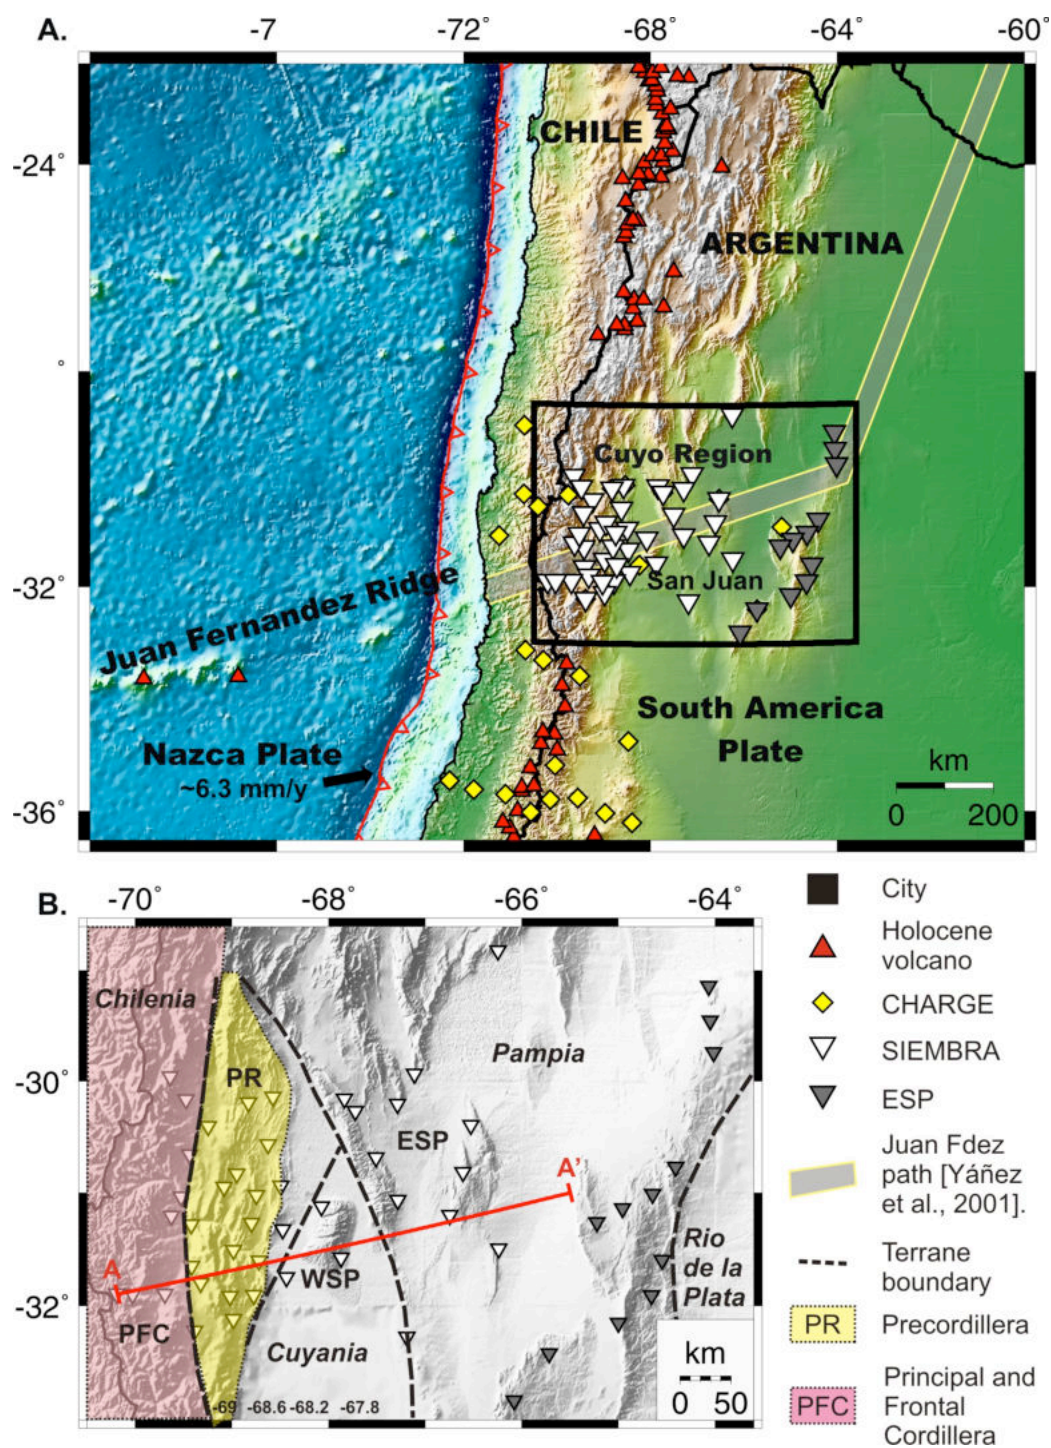 A.
-7
-72˚
-68˚
-64˚
-60˚
-24˚
˚
-32˚
-36˚
CHILE
ARGENTINA
Cuyo Region
San Juan
Juan Fernandez Ridge
Nazca Plate
~6.3 mm/y
South America
Plate
km
0 200
B.
-70˚
-68˚
-66˚
-64˚
-30˚
-32˚
Chilenia
PR
Pampia
ESP
A'
A
WSP
Rio
de la
Plata
PFC
Cuyania
-69 -68.6 -68.2 -67.8
km
0 50
City
Holocene
volcano
CHARGE
SIEMBRA
ESP
Juan Fdez
path [Yáñez
et al., 2001].
Terrane
boundary
PR Precordillera
Principal and
PFC Frontal
Cordillera